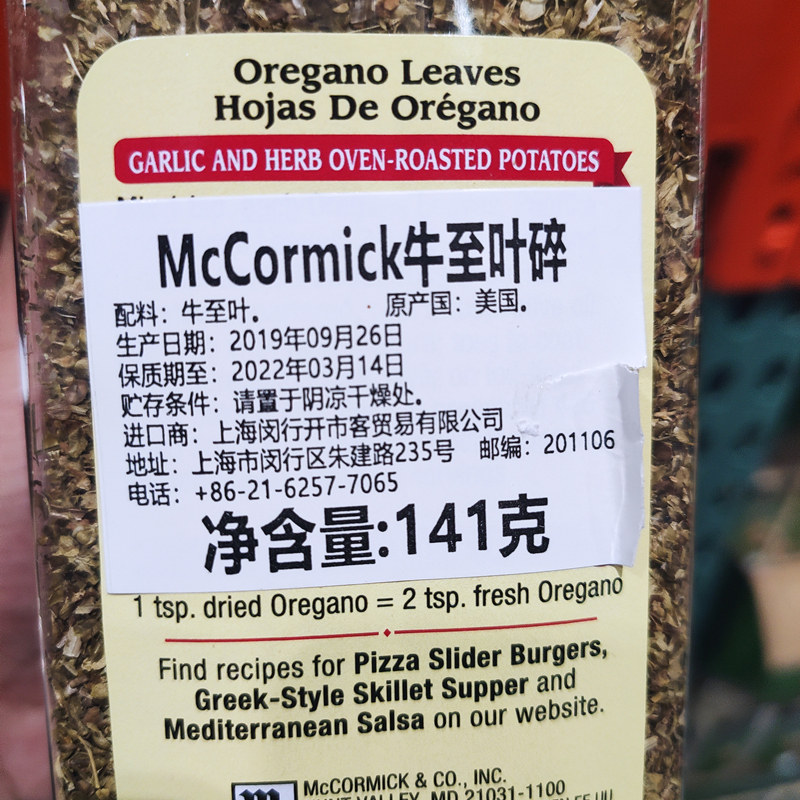 Oregano Leaves
Hojas De Orégano
GARLIC AND HERB OVEN-ROASTED POTATOES
McCormick牛至叶碎
配料：牛至叶。 原产国：美国。
生产日期：2019年09月26日
保质期至：2022年03月14日
贮存条件：请置于阴凉干燥处。
进口商：上海闵行开市客贸易有限公司
地址：上海市闵行区朱建路235号 邮编：201106
电话：+86-21-6257-7065
净含量:141克
1 tsp. dried Oregano = 2 tsp. fresh Oregano
Find recipes for Pizza Slider Burgers,
Greek-Style Skillet Supper and
Mediterranean Salsa on our website.
McCORMICK & CO., INC.
VALLEY, MD 21031-1100